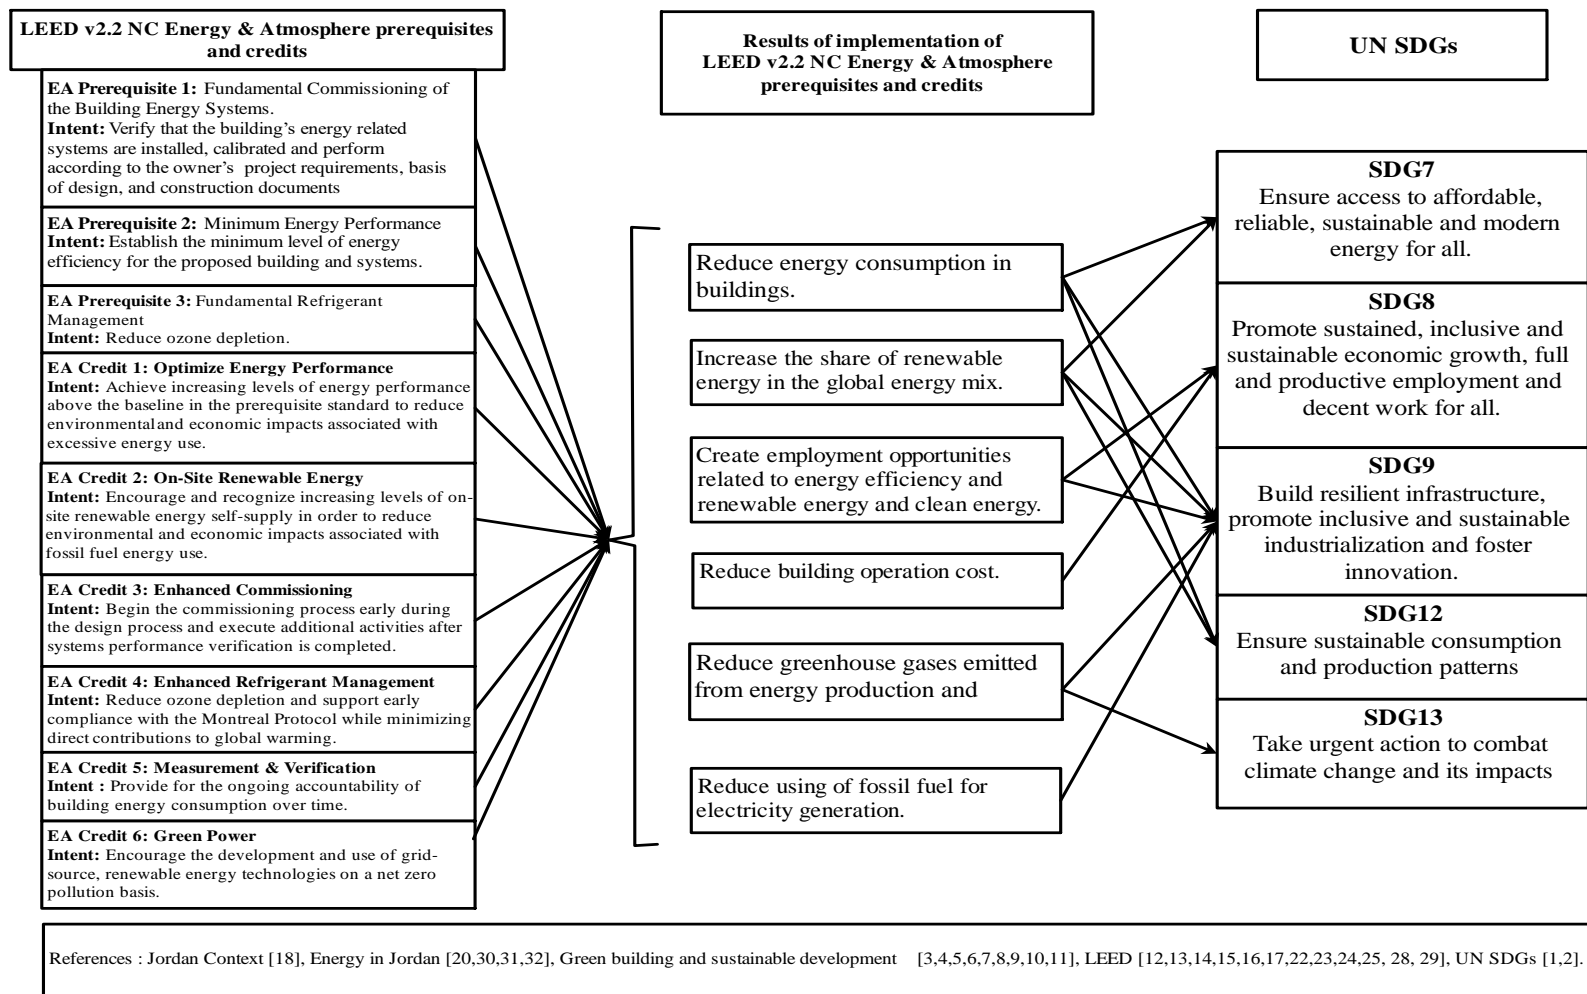 LEED v2.2 NC Energy & Atmosphere prerequisites
and credits
EA Prerequisite 1: Fundamental Commissioning of
the Building Energy Systems.
Intent: Verify that the building's energy related
systems are installed, calibrated and perform
according to the owner's project requirements, basis
of design, and construction documents
EA Prerequisite 2: Minimum Energy Performance
Intent: Establish the minimum level of energy
efficiency for the proposed building and systems.
EA Prerequisite 3: Fundamental Refrigerant
Management
Intent: Reduce ozone depletion.
EA Credit 1: Optimize Energy Performance
Intent: Achieve increasing levels of energy performance
above the baseline in the prerequisite standard to reduce
environmental and economic impacts associated with
excessive energy use.
EA Credit 2: On-Site Renewable Energy
Intent: Encourage and recognize increasing levels of on-
site renewable energy self-supply in order to reduce
environmental and economic impacts associated with
fossil fuel energy use.
EA Credit 3: Enhanced Commissioning
Intent: Begin the commissioning process early during
the design process and execute additional activities after
systems performance verification is completed.
EA Credit 4: Enhanced Refrigerant Management
Intent: Reduce ozone depletion and support early
compliance with the Montreal Protocol while minimizing
direct contributions to global warming.
EA Credit 5: Measurement & Verification
Intent : Provide for the ongoing accountability of
building energy consumption over time.
EA Credit 6: Green Power
Intent: Encourage the development and use of grid-
source, renewable energy technologies on a net zero
pollution basis.
Results of implementation of
LEED v2.2 NC Energy & Atmosphere
prerequisites and credits
Reduce energy consumption in
buildings.
Increase the share of renewable
energy in the global energy mix.
Create employment opportunities
related to energy efficiency and
renewable energy and clean energy.
Reduce building operation cost.
Reduce greenhouse gases emitted
from energy production and
Reduce using of fossil fuel for
electricity generation.
UN SDGs
SDG7
Ensure access to affordable,
reliable, sustainable and modern
energy for all.
SDG8
Promote sustained, inclusive and
sustainable economic growth, full
and productive employment and
decent work for all.
SDG9
Build resilient infrastructure,
promote inclusive and sustainable
industrialization and foster
innovation.
SDG12
Ensure sustainable consumption
and production patterns
SDG13
Take urgent action to combat
climate change and its impacts
References : Jordan Context [18], Energy in Jordan [20,30,31,32], Green building and sustainable development [3,4,5,6,7,8,9,10,11], LEED [12,13,14,15,16,17,22,23,24,25, 28, 29], UN SDGs [1,2].